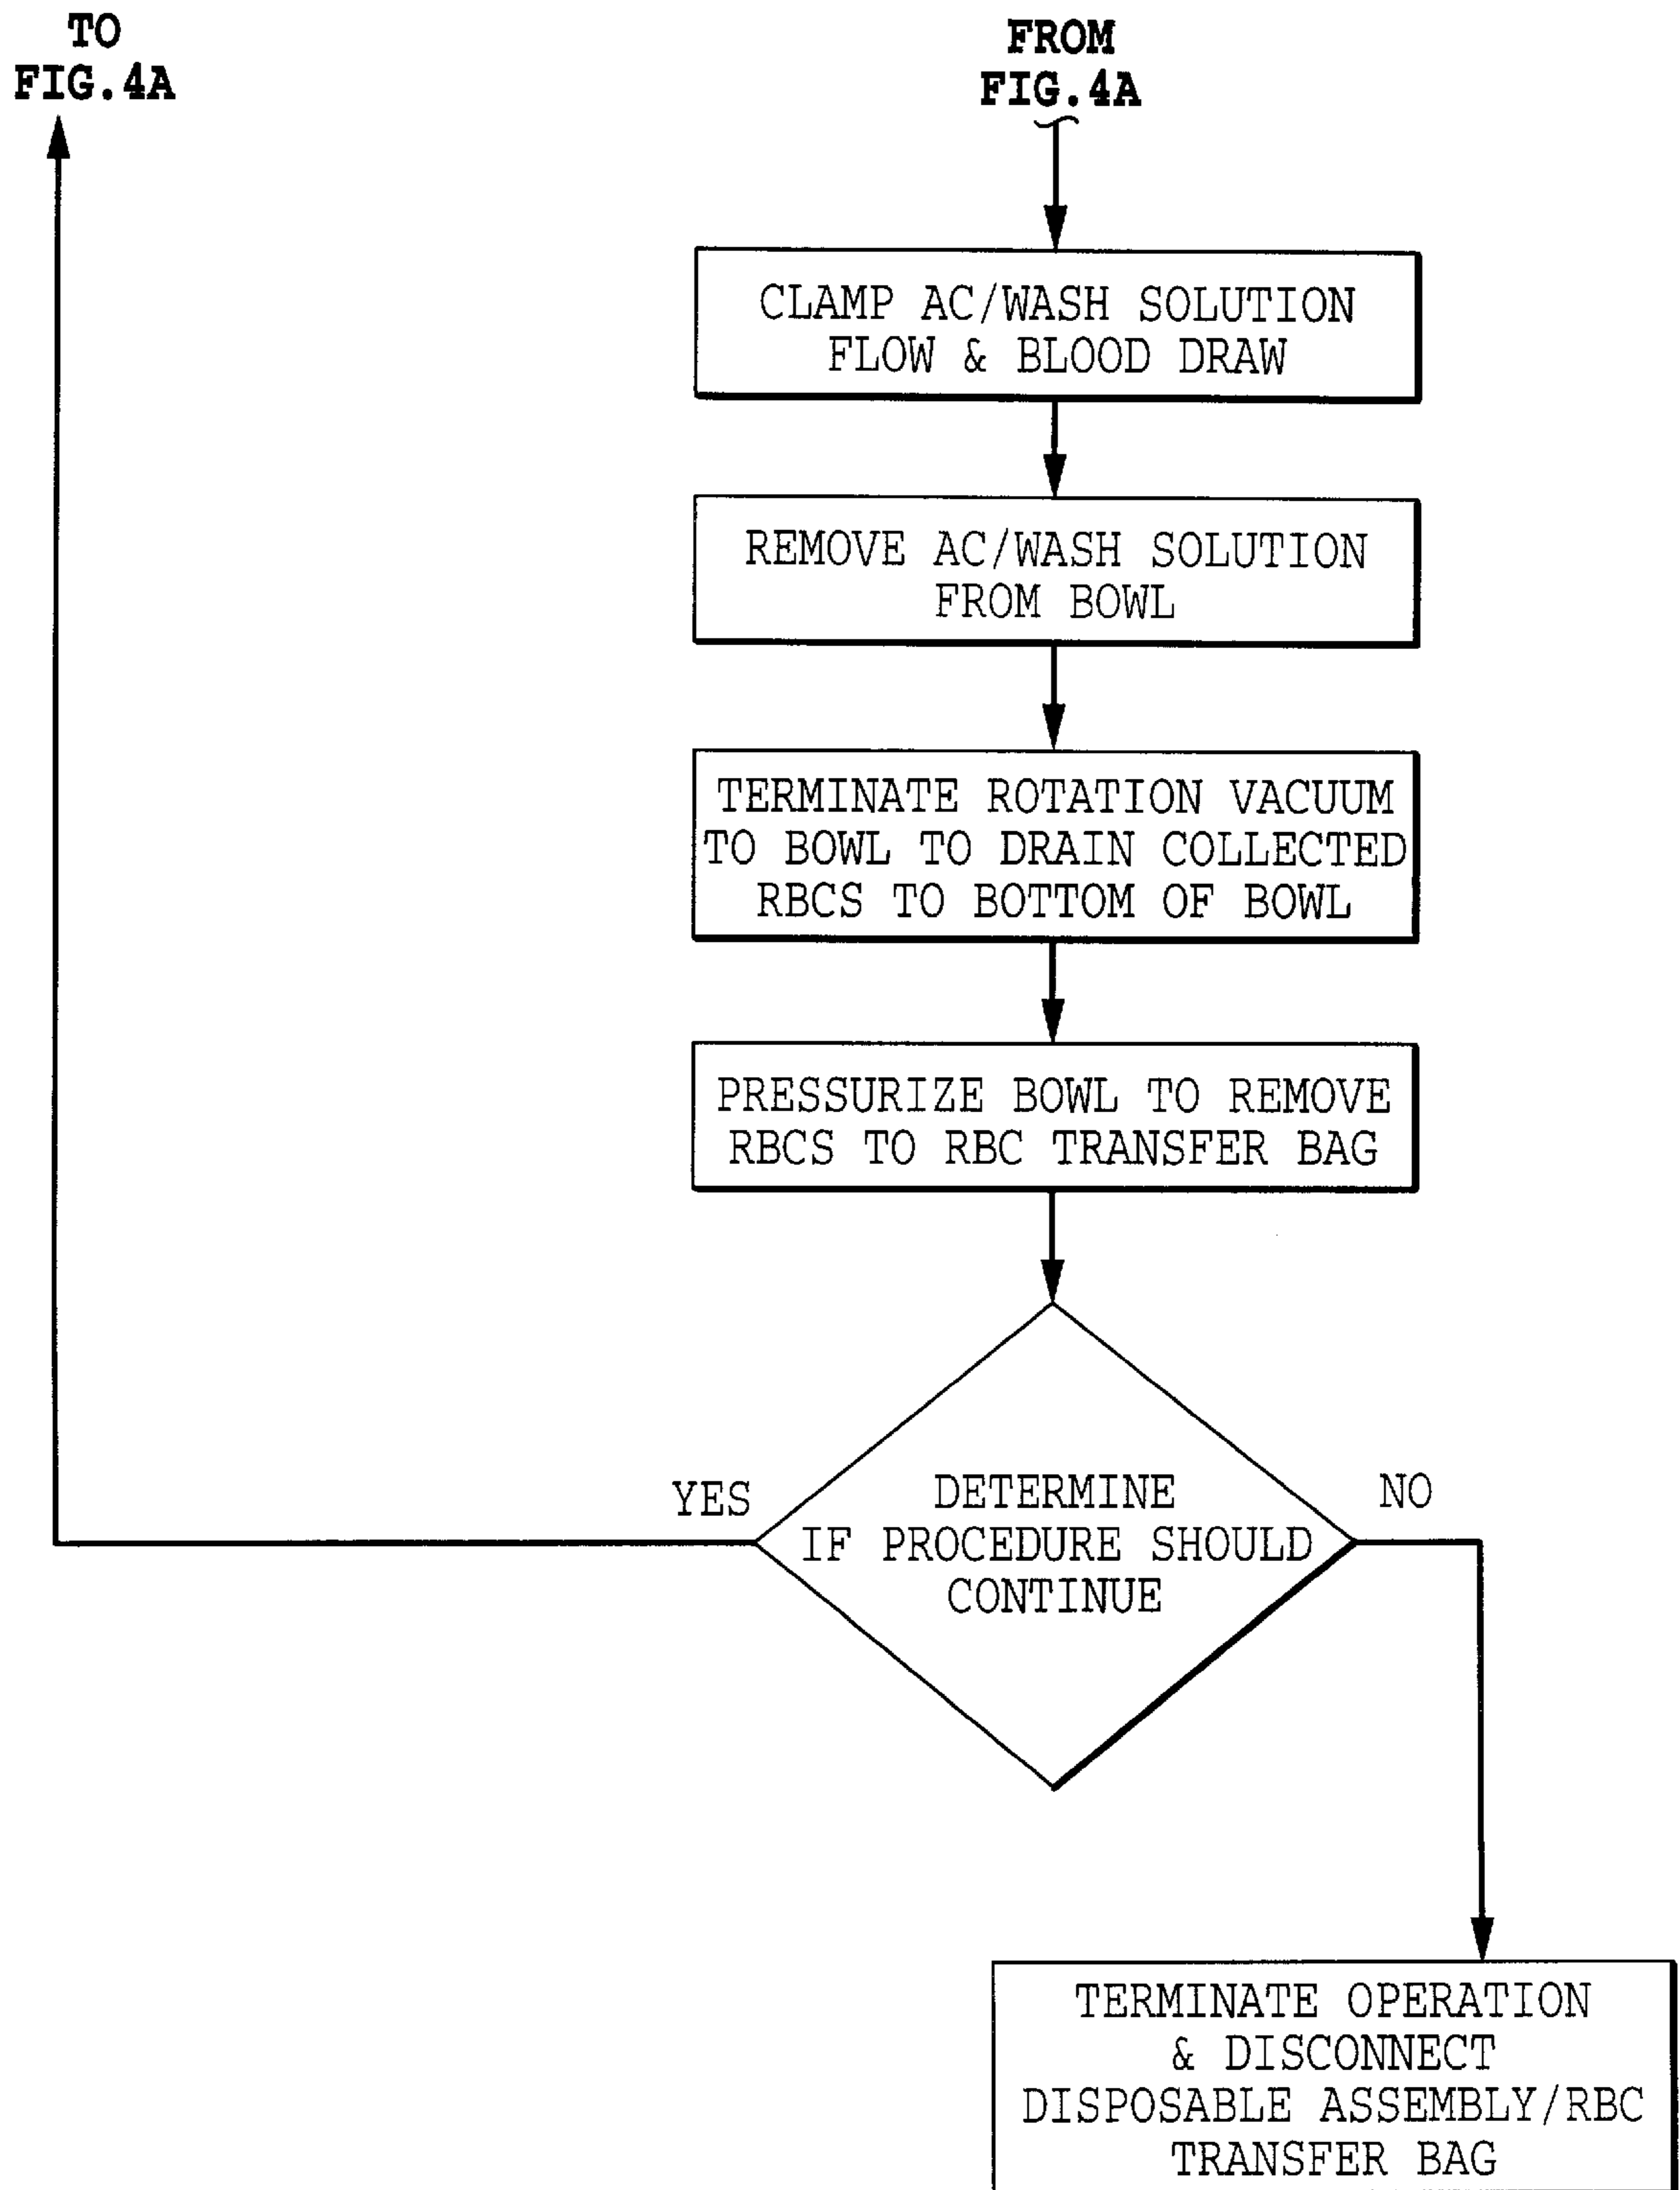 TO
FIG.4A
FROM
FIG.4A
CLAMP AC/WASH SOLUTION
FLOW & BLOOD DRAW
REMOVE AC/WASH SOLUTION
FROM BOWL
TERMINATE ROTATION VACUUM
TO BOWL TO DRAIN COLLECTED
RBCS TO BOTTOM OF BOWL
PRESSURIZE BOWL TO REMOVE
RBCS TO RBC TRANSFER BAG
YES
DETERMINE
IF PROCEDURE SHOULD
CONTINUE
NO
TERMINATE OPERATION
& DISCONNECT
DISPOSABLE ASSEMBLY/RBC
TRANSFER BAG